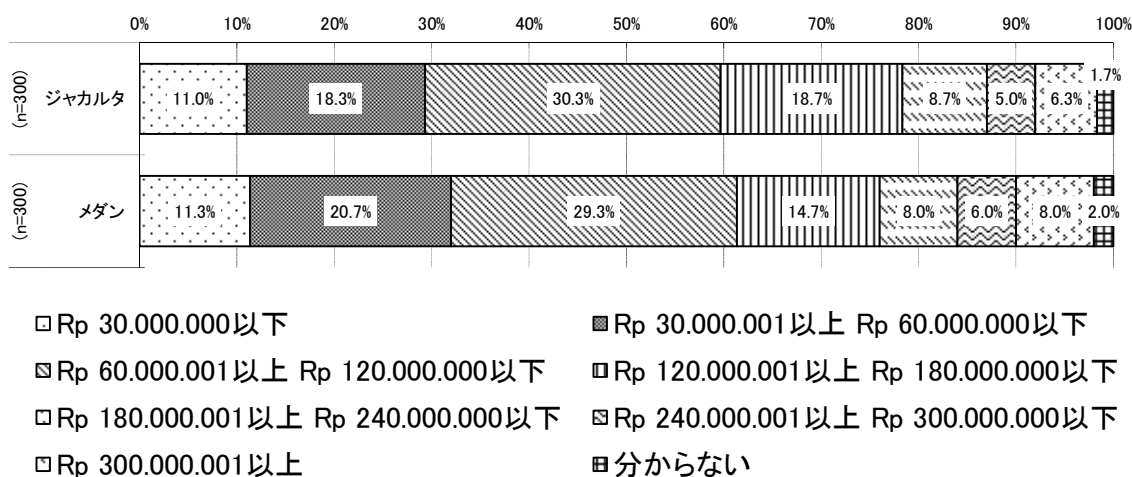 0% 10% 20% 30% 40% 50% 60% 70% 80% 90% 100%
(n=300) ジャカルタ 11.0% 18.3% 30.3% 18.7% 8.7% 5.0% 6.3% 1.7%
(n=300) メダン 11.3% 20.7% 29.3% 14.7% 8.0% 6.0% 8.0% 2.0%
Rp 30.000.000以下 Rp 30.000.001以上 Rp 60.000.000以下
Rp 60.000.001以上 Rp 120.000.000以下 Rp 120.000.001以上 Rp 180.000.000以下
Rp 180.000.001以上 Rp 240.000.000以下 Rp 240.000.001以上 Rp 300.000.000以下
Rp 300.000.001以上 分からない